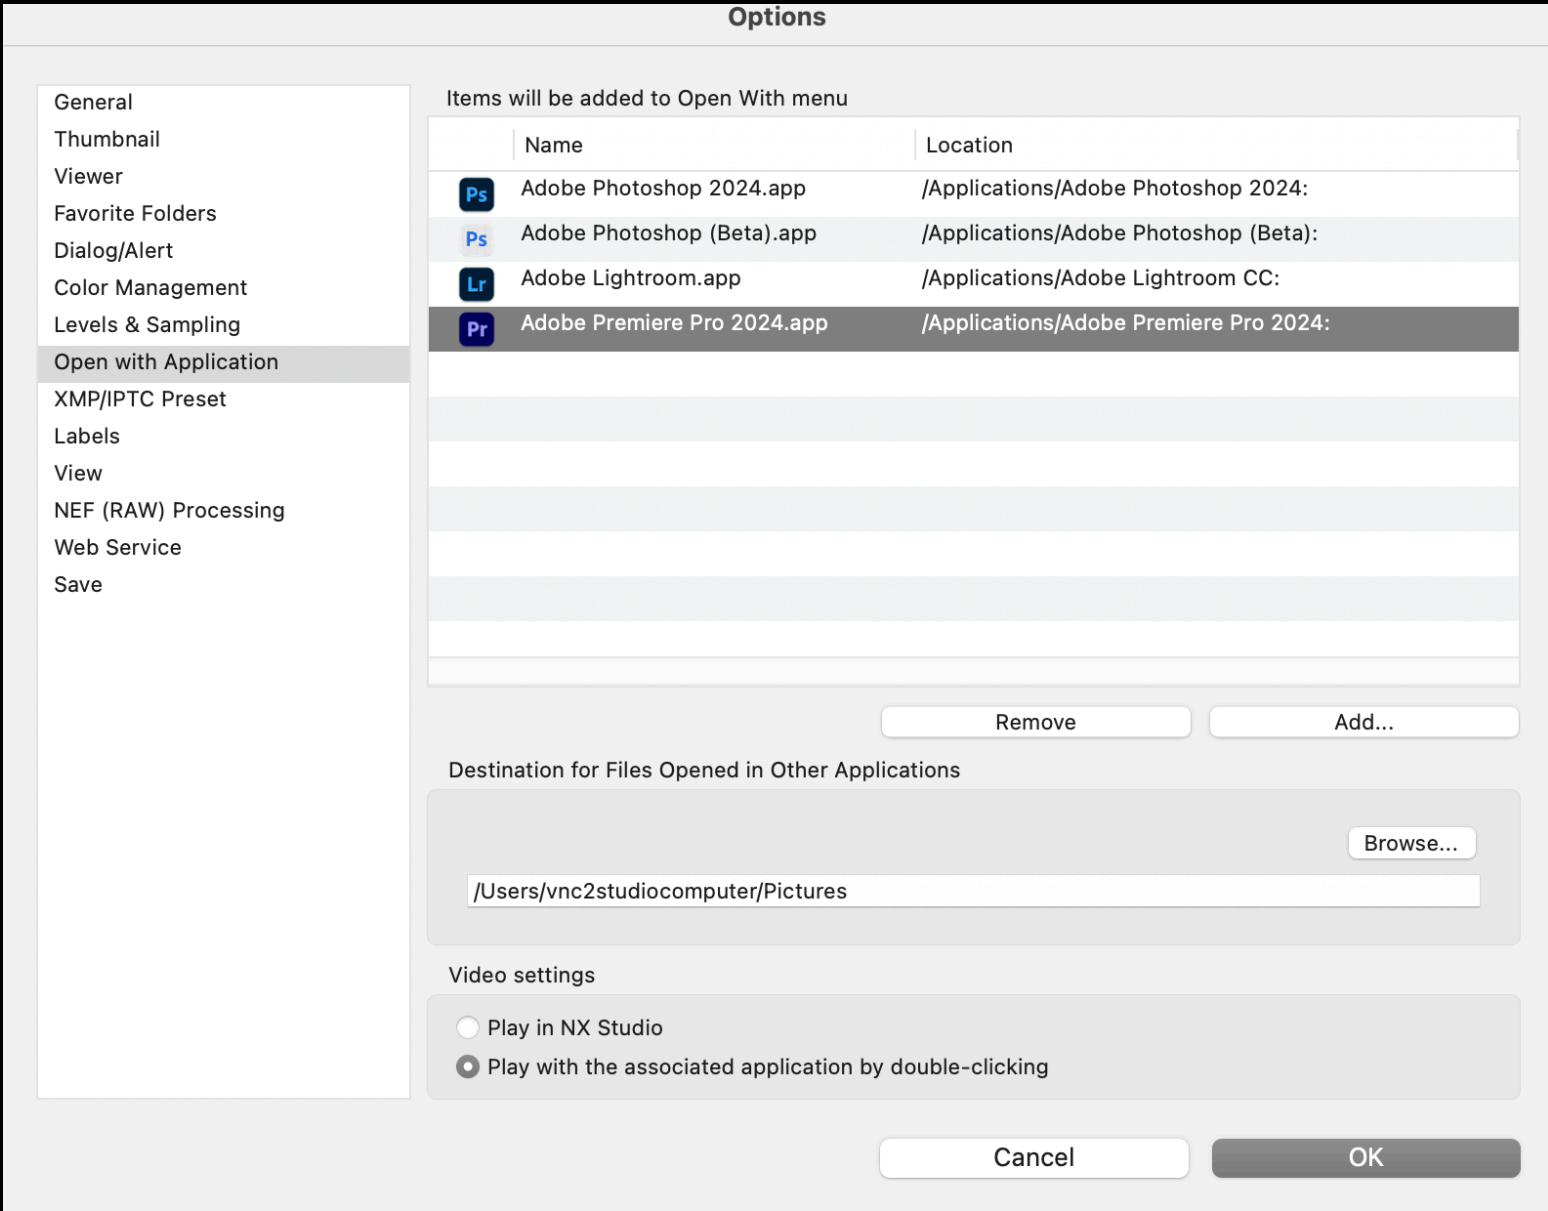 Options
General
Thumbnail
Viewer
Favorite Folders
Dialog/Alert
Color Management
Levels & Sampling
Open with Application
XMP/IPTC Preset
Labels
View
NEF (RAW) Processing
Web Service
Save
Items will be added to Open With menu
Name Location
Ps Adobe Photoshop 2024.app /Applications/Adobe Photoshop 2024:
Ps Adobe Photoshop (Beta).app /Applications/Adobe Photoshop (Beta):
Lr Adobe Lightroom.app /Applications/Adobe Lightroom CC:
Pr Adobe Premiere Pro 2024.app /Applications/Adobe Premiere Pro 2024:
Remove Add...
Destination for Files Opened in Other Applications
Browse...
/Users/vnc2studiocomputer/Pictures
Video settings
Play in NX Studio
Play with the associated application by double-clicking
Cancel OK